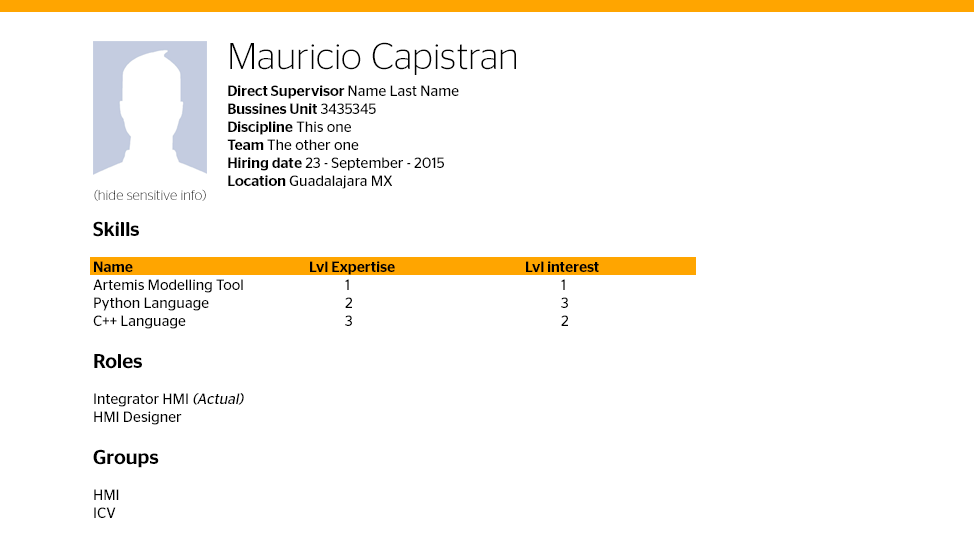 Mauricio Capistran
Direct Supervisor Name Last Name
Bussines Unit 3435345
Discipline This one
Team The other one
Hiring date 23 - September - 2015
Location Guadalajara MX
(hide sensitive info)
Skills
Name Lvl Expertise Lvl interest
Artemis Modelling Tool 1 1
Python Language 2 3
C++ Language 3 2
Roles
Integrator HMI (Actual)
HMI Designer
Groups
HMI
ICV